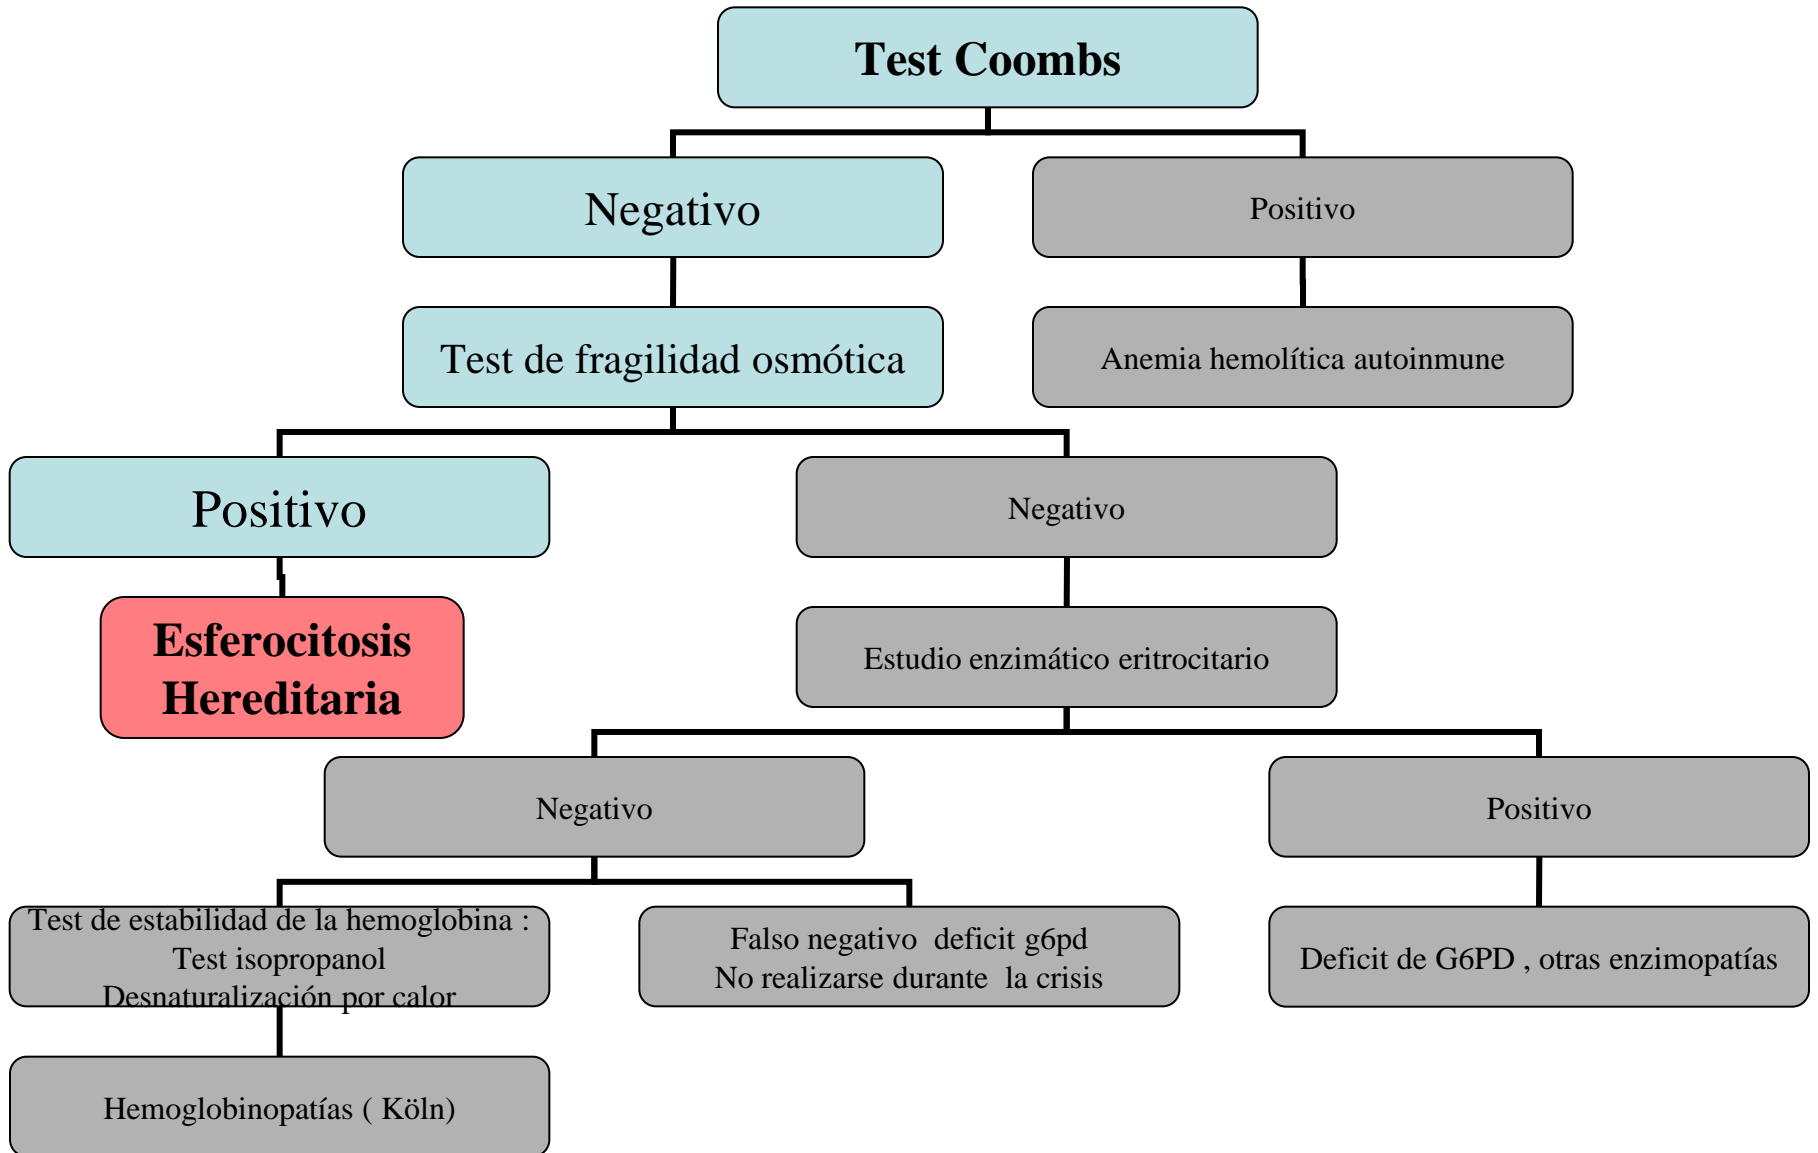 Test Coombs
Negativo
Positivo
Test de fragilidad osmótica
Anemia hemolítica autoinmune
Positivo
Negativo
Esferocitosis
Hereditaria
Estudio enzimático eritrocitario
Negativo
Positivo
Test de estabilidad de la hemoglobina :
Test isopropanol
Desnaturalización por calor
Falso negativo  deficit g6pd
No realizarse durante  la crisis
Deficit de G6PD , otras enzimopatías
Hemoglobinopatías ( Köln)